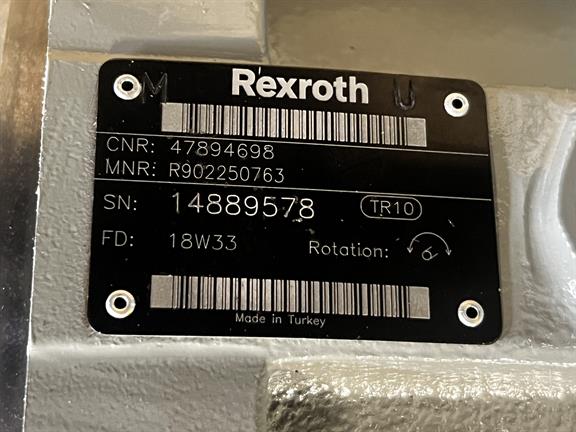 M Rexroth U
CNR: 47894698
MNR: R902250763
SN: 14889578 TR10
FD: 18W33 Rotation:
Made in Turkey